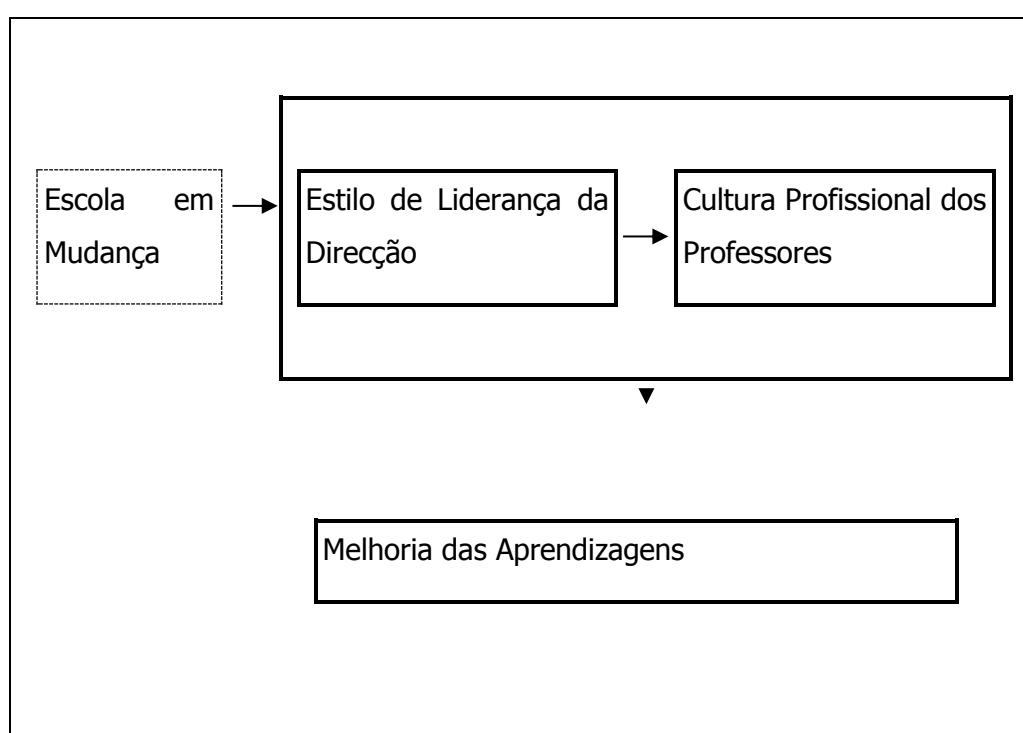 Escola em
Mudança
Estilo de Liderança da
Direcção
Cultura Profissional dos
Professores
Melhoria das Aprendizagens